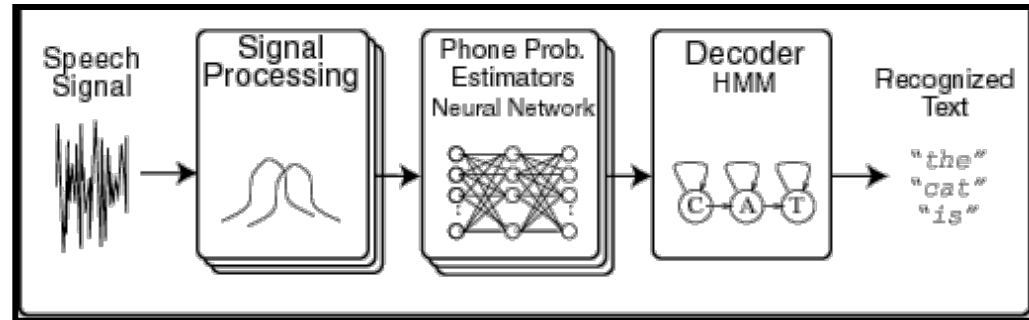 Speech
Signal
Signal
Processing
Phone Prob.
Estimators
Neural Network
Decoder
HMM
C A T
Recognized
Text
"the"
"cat"
"is"